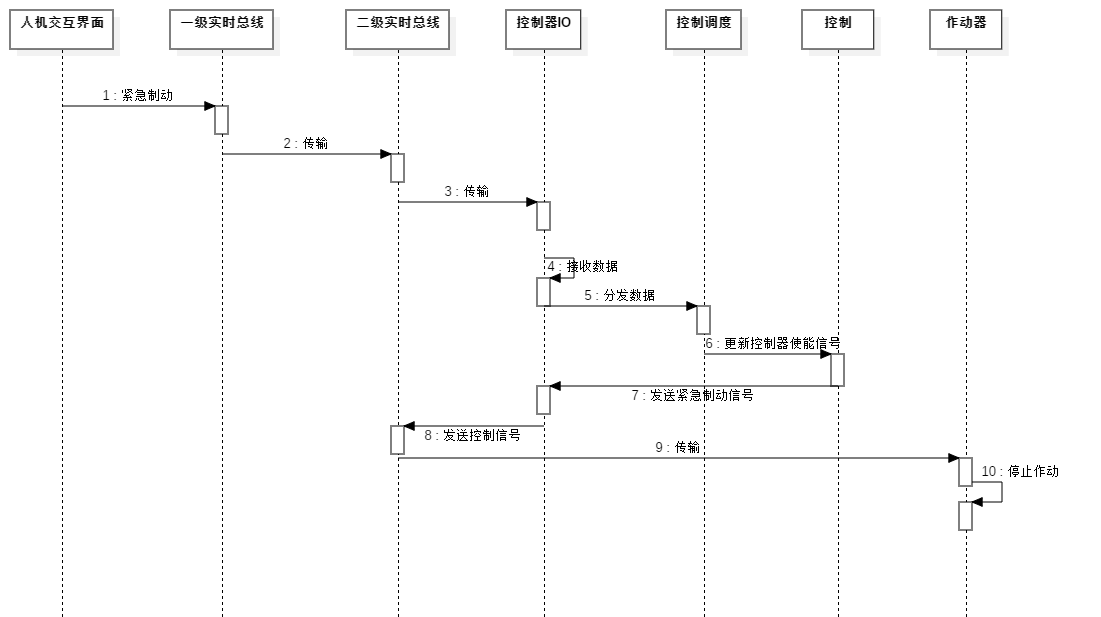 人机交互界面
一级实时总线
二级实时总线
控制器IO
控制调度
控制
作动器
1 : 紧急制动
2 : 传输
3 : 传输
4 : 接收数据
5 : 分发数据
6 : 更新控制器使能信号
7 : 发送紧急制动信号
8 : 发送控制信号
9 : 传输
10 : 停止作动